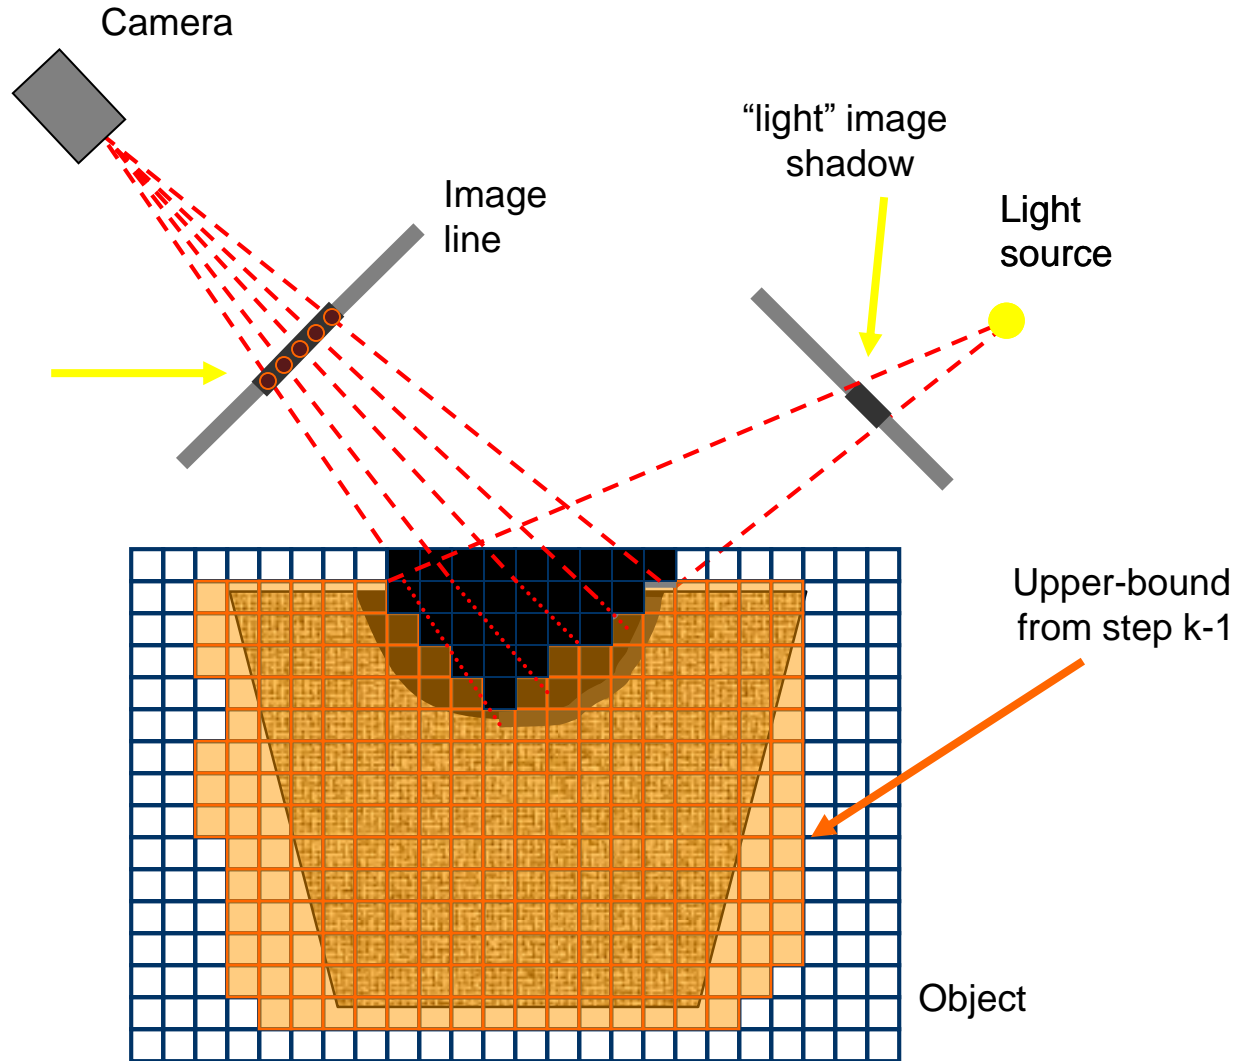 Camera
“light” image
shadow
Image
line
Light
source
Upper-bound
from step k-1
Object